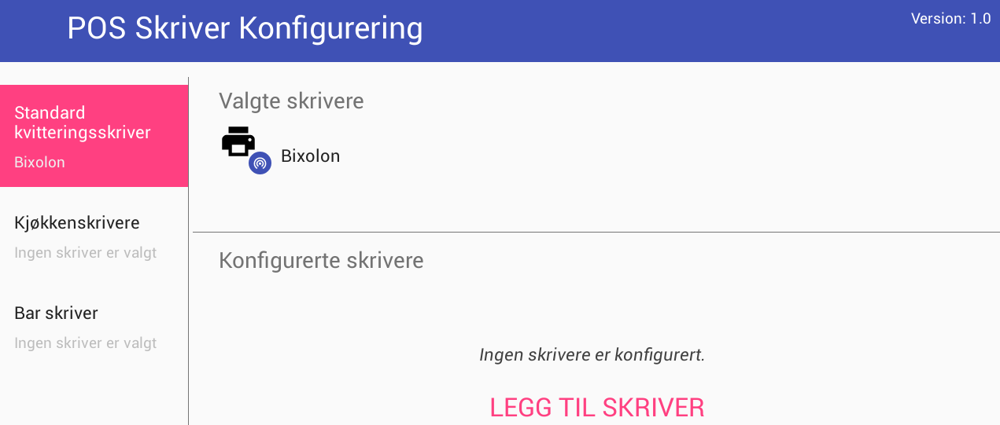 POS Skriver Konfigurering
Version: 1.0
Standard
kvitteringsskriver
Bixolon
Kjøkkenskrivere
Ingen skriver er valgt
Bar skriver
Ingen skriver er valgt
Valgte skrivere
Bixolon
Konfigurerte skrivere
Ingen skrivere er konfigurert.
LEGG TIL SKRIVER